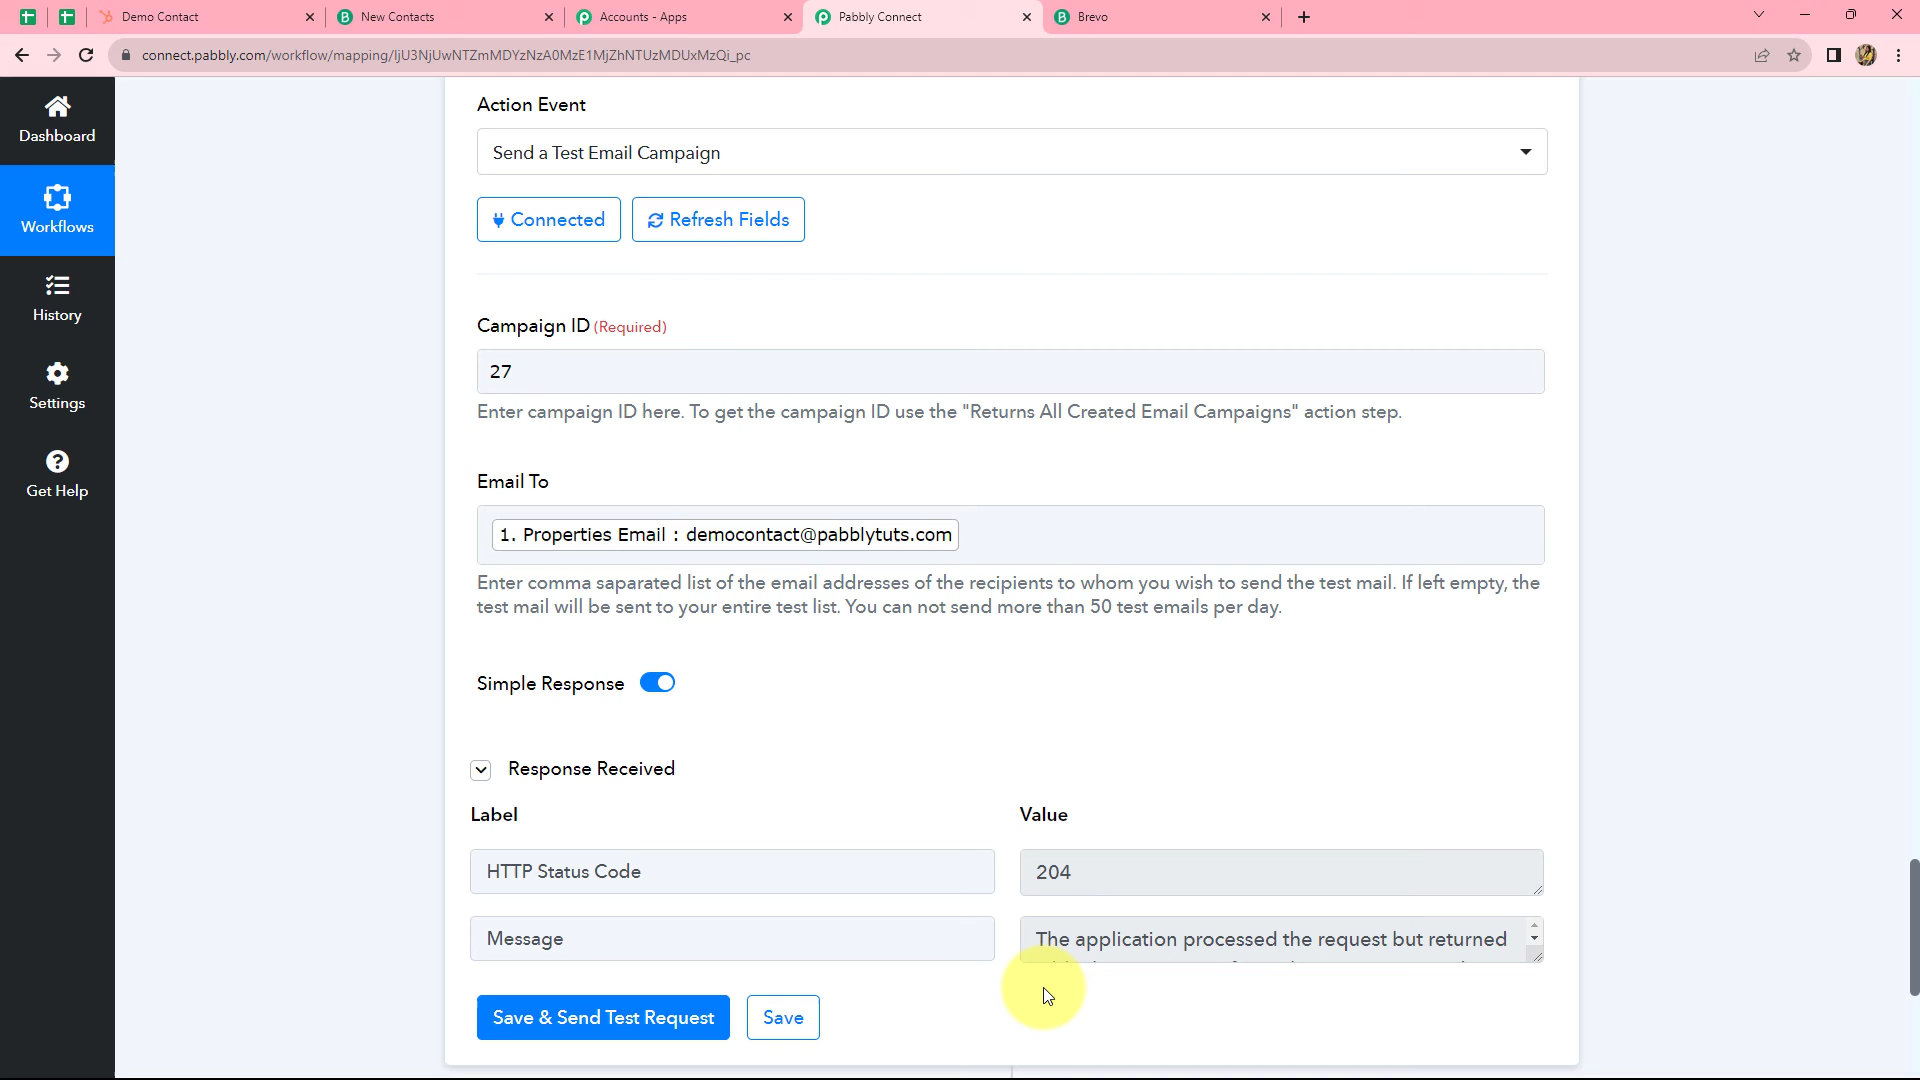 Demo Contact
New Contacts
Accounts - Apps
Pabbly Connect
Brevo
connect.pabbly.com/workflow/mapping/IjU3NjUwNTZmMDYzNzA0MzE1MjZhNTUzMDUxMzQi_pc
Dashboard
Workflows
History
Settings
Get Help
Action Event
Send a Test Email Campaign
Connected
Refresh Fields
Campaign ID (Required)
27
Enter campaign ID here. To get the campaign ID use the "Returns All Created Email Campaigns" action step.
Email To
1. Properties Email : democontact@pabblytuts.com
Enter comma saparated list of the email addresses of the recipients to whom you wish to send the test mail. If left empty, the
test mail will be sent to your entire test list. You can not send more than 50 test emails per day.
Simple Response
Response Received
Label
Value
HTTP Status Code
204
Message
The application processed the request but returned
Save & Send Test Request
Save